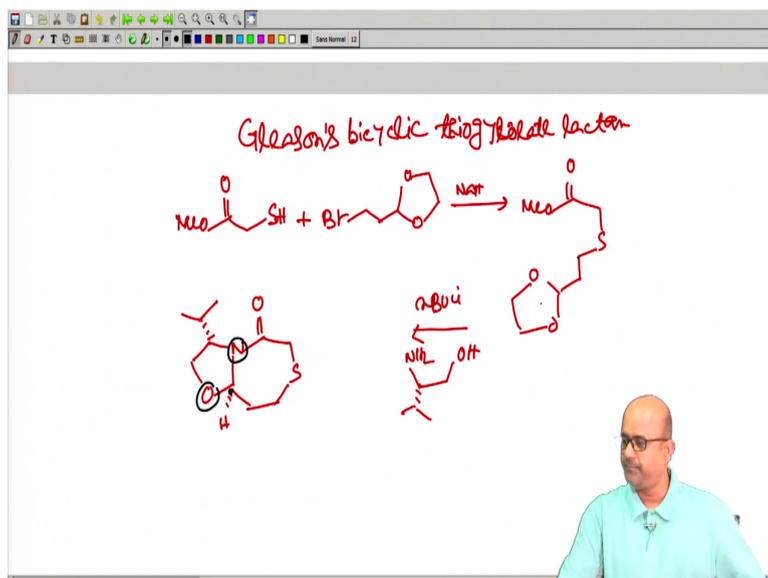 Sans Normal 12
Gleason's bicyclic thioglycolate lactam
O
MeO SH + Br O O NaH MeO O
S
O O
nBuLi
NH2 OH
O
N S
O
H